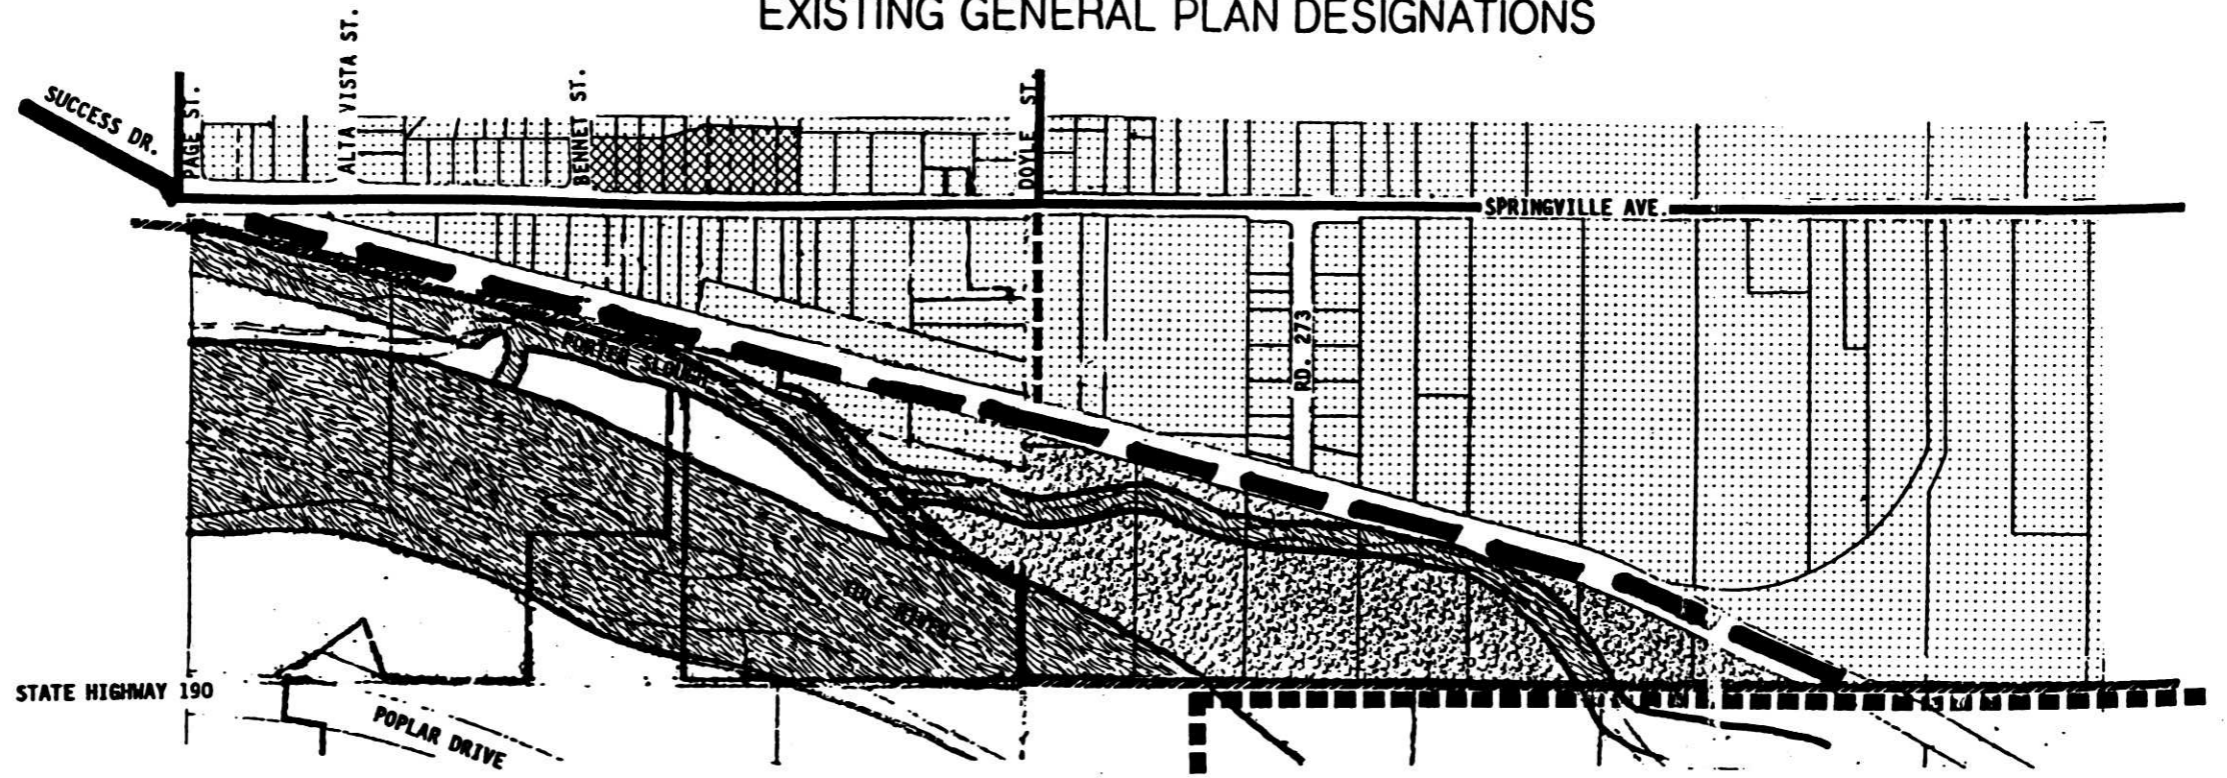 EXISTING GENERAL PLAN DESIGNATIONS
SUCCESS DR.
PAGE ST.
ALTA VISTA ST.
BENNET ST.
DOYLE ST.
SPRINGVILLE AVE.
RD. 273
PORTER SLOUGH
TULE RIVER
STATE HIGHWAY 190
POPLAR DRIVE